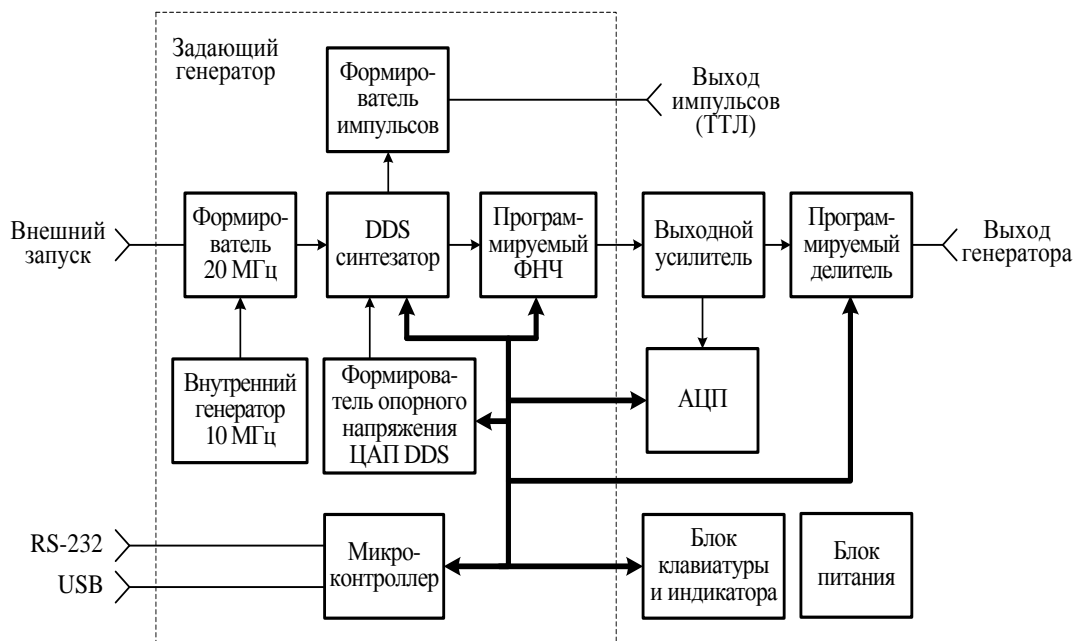 Задающий
генератор
Формиро-
ватель
импульсов
Выход
импульсов
(ТТЛ)
Внешний
запуск
Формиро-
ватель
20 МГц
DDS
синтезатор
Програм-
мируемый
ФНЧ
Выходной
усилитель
Програм-
мируемый
делитель
Выход
генератора
Внутренний
генератор
10 МГц
Формирова-
тель опорного
напряжения
ЦАП DDS
АЦП
RS-232
USB
Микро-
контроллер
Блок
клавиатуры
и индикатора
Блок
питания